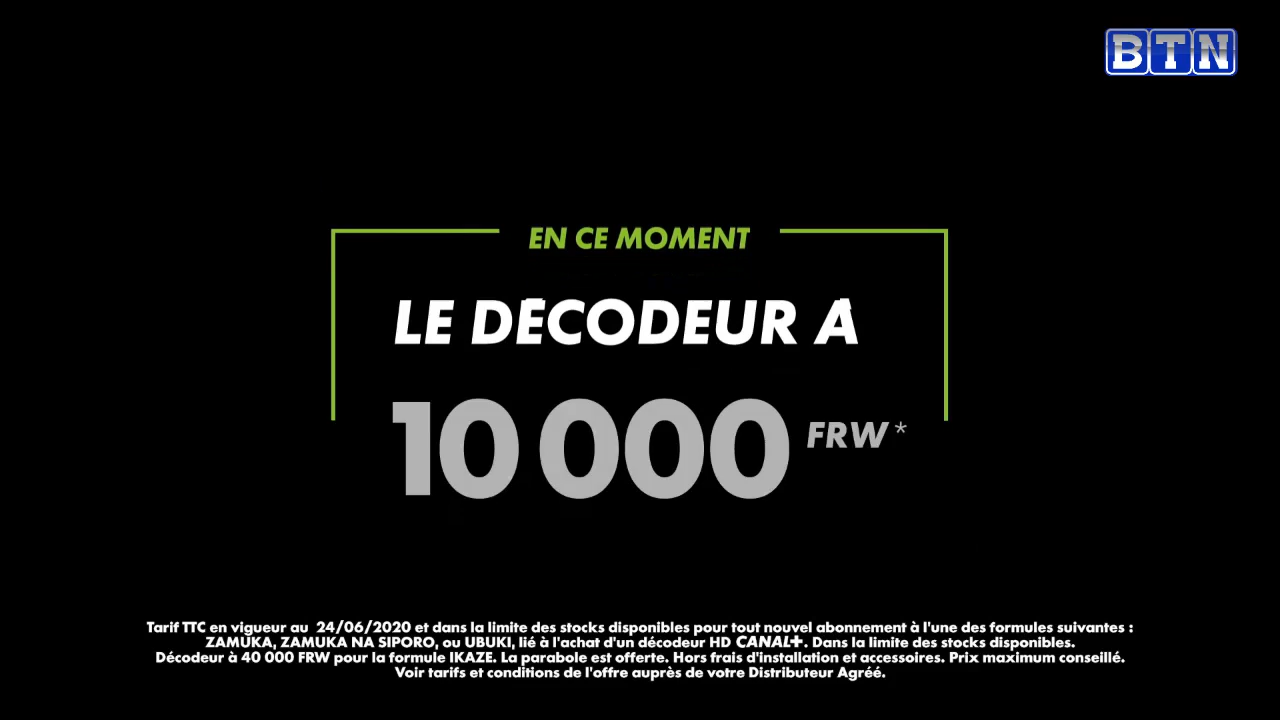 BTN
EN CE MOMENT
LE DÉCODEUR À
10 000 FRW*
Tarif TTC en vigueur au 24/06/2020 et dans la limite des stocks disponibles pour tout nouvel abonnement à l'une des formules suivantes :
ZAMUKA, ZAMUKA NA SIPORO, ou UBUKI, lié à l'achat d'un décodeur HD CANAL+. Dans la limite des stocks disponibles.
Décodeur à 40 000 FRW pour la formule IKAZE. La parabole est offerte. Hors frais d'installation et accessoires. Prix maximum conseillé.
Voir tarifs et conditions de l'offre auprès de votre Distributeur Agréé.